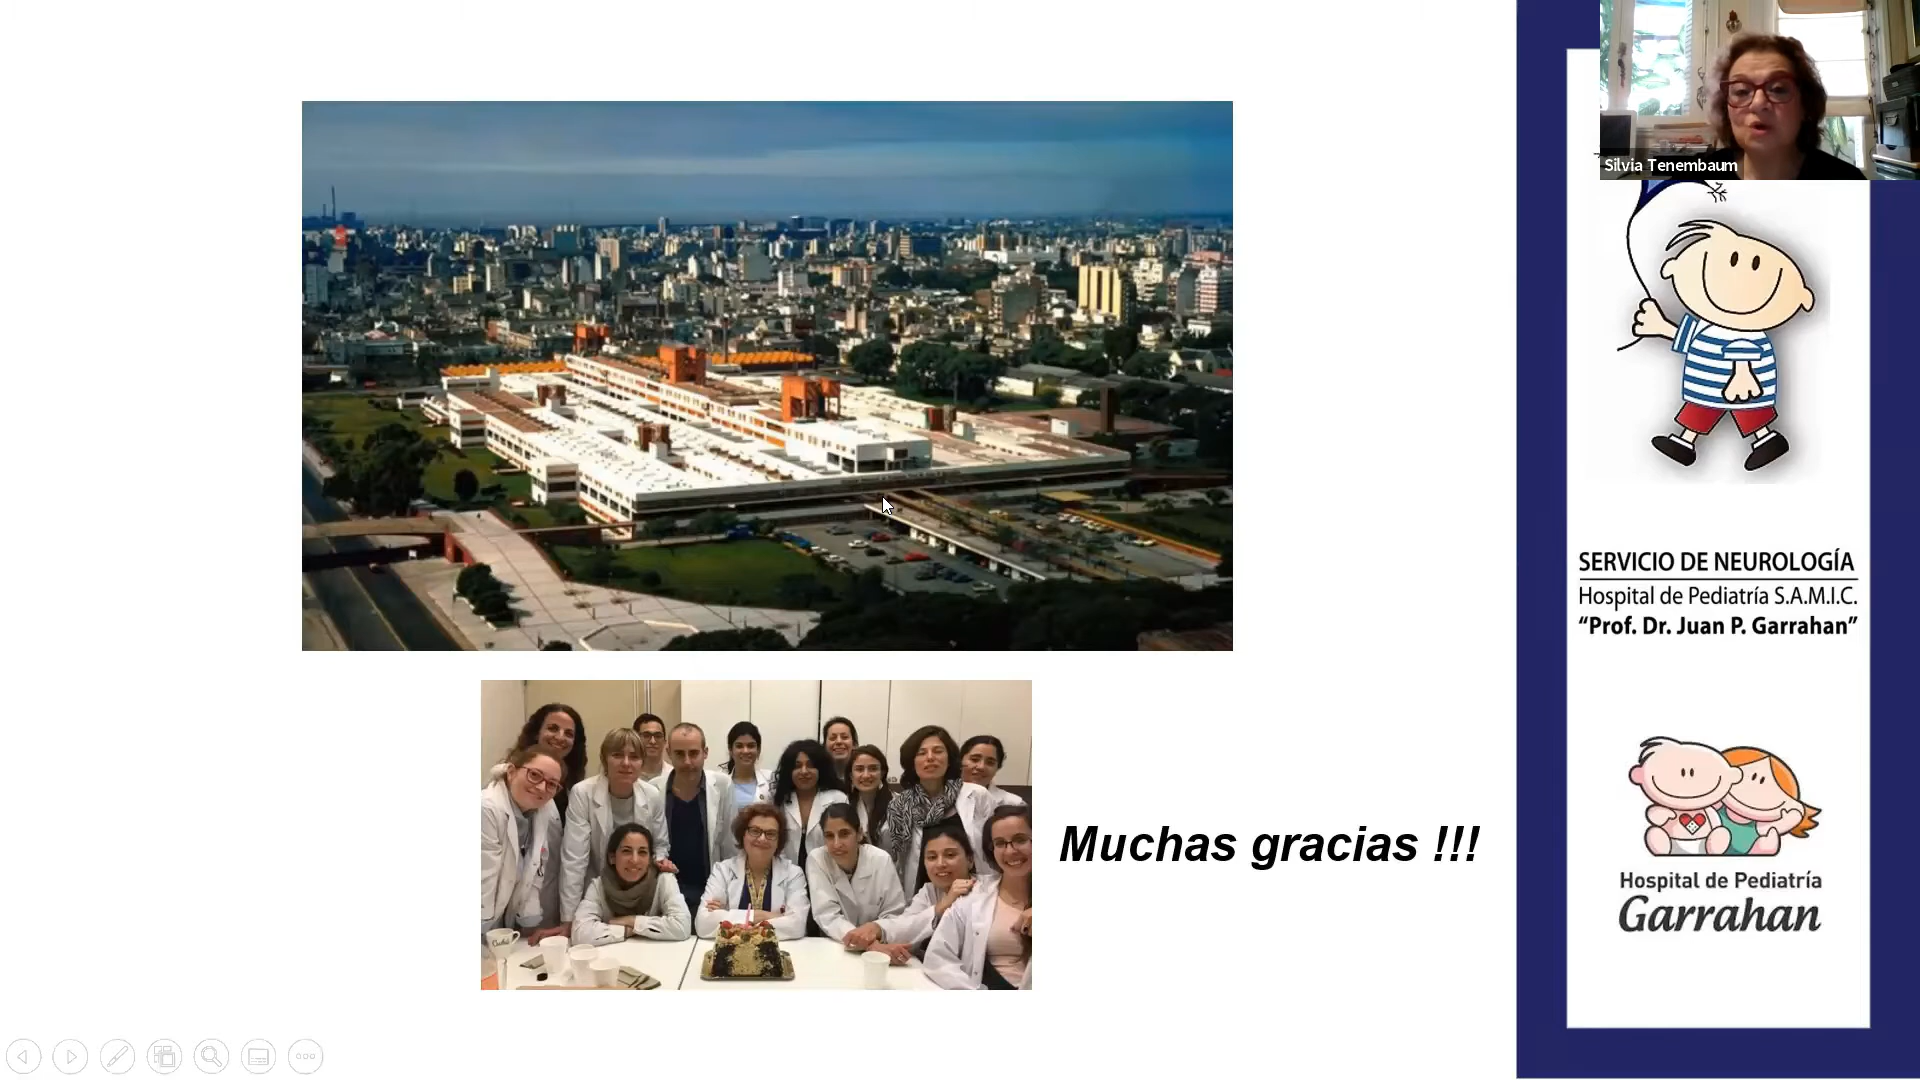 Silvia Tenembaum
SERVICIO DE NEUROLOGÍA
Hospital de Pediatría S.A.M.I.C.
“Prof. Dr. Juan P. Garrahan”
Muchas gracias !!!
Hospital de Pediatría
Garrahan